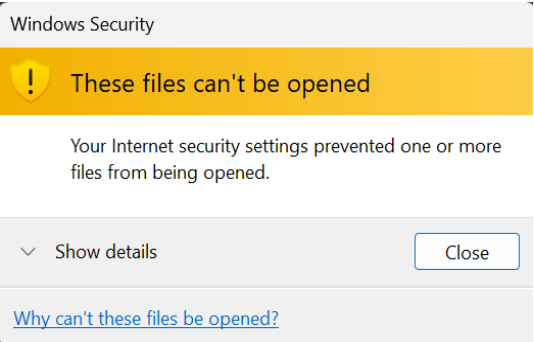 Windows Security
These files can't be opened
Your Internet security settings prevented one or more
files from being opened.
Show details
Close
Why can't these files be opened?